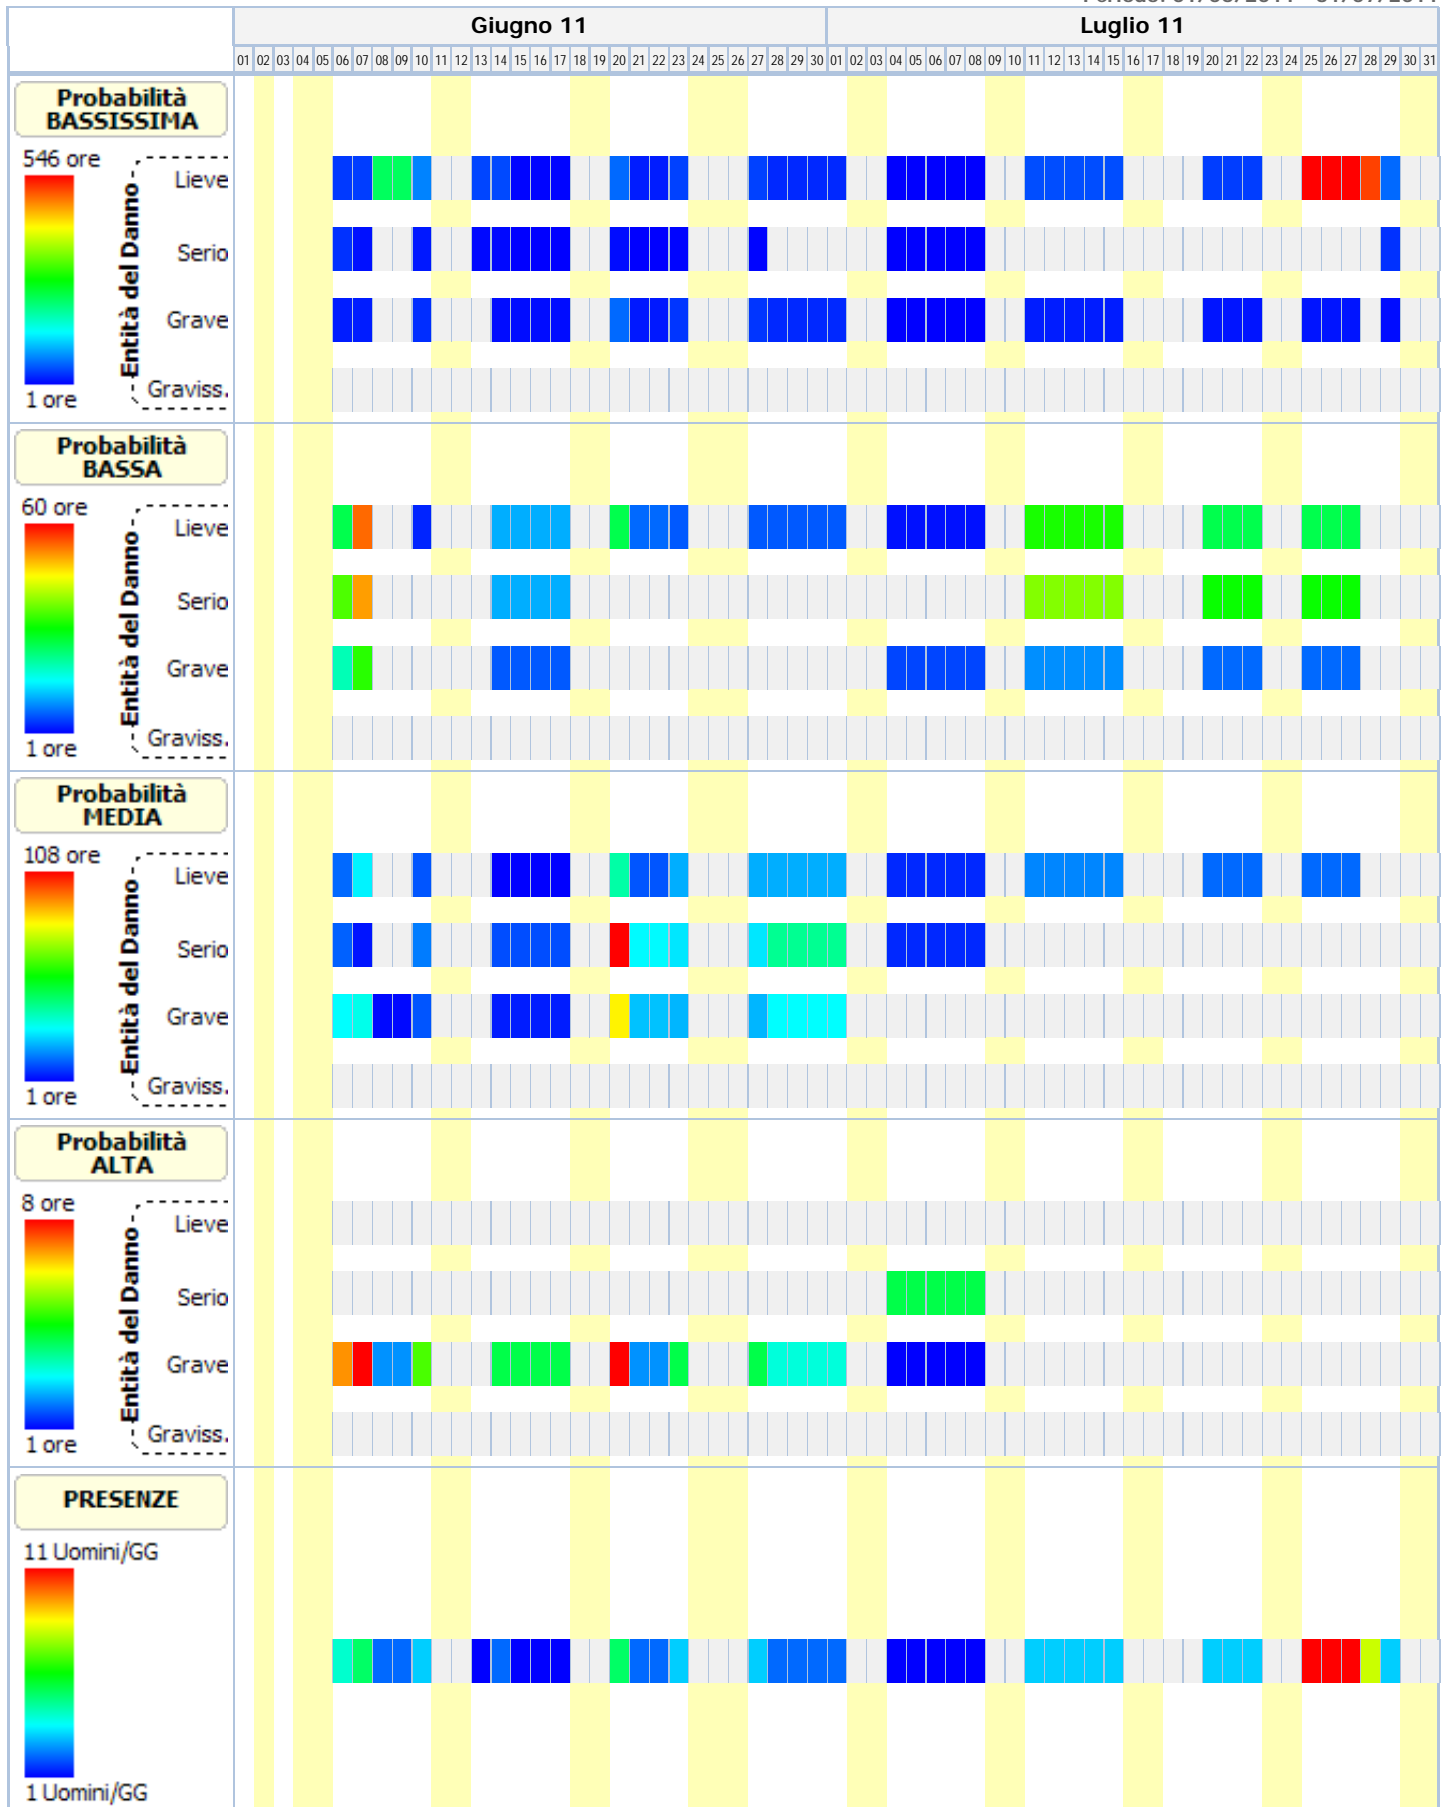 Giugno 11 Luglio 11
01 02 03 04 05 06 07 08 09 10 11 12 13 14 15 16 17 18 19 20 21 22 23 24 25 26 27 28 29 30 01 02 03 04 05 06 07 08 09 10 11 12 13 14 15 16 17 18 19 20 21 22 23 24 25 26 27 28 29 30 31
Probabilità
BASSISSIMA
546 ore
Entità del Danno
Lieve
Serio
Grave
Graviss.
1 ore
Probabilità
BASSA
60 ore
Entità del Danno
Lieve
Serio
Grave
Graviss.
1 ore
Probabilità
MEDIA
108 ore
Entità del Danno
Lieve
Serio
Grave
Graviss.
1 ore
Probabilità
ALTA
8 ore
Entità del Danno
Lieve
Serio
Grave
Graviss.
1 ore
PRESENZE
11 Uomini/GG
1 Uomini/GG